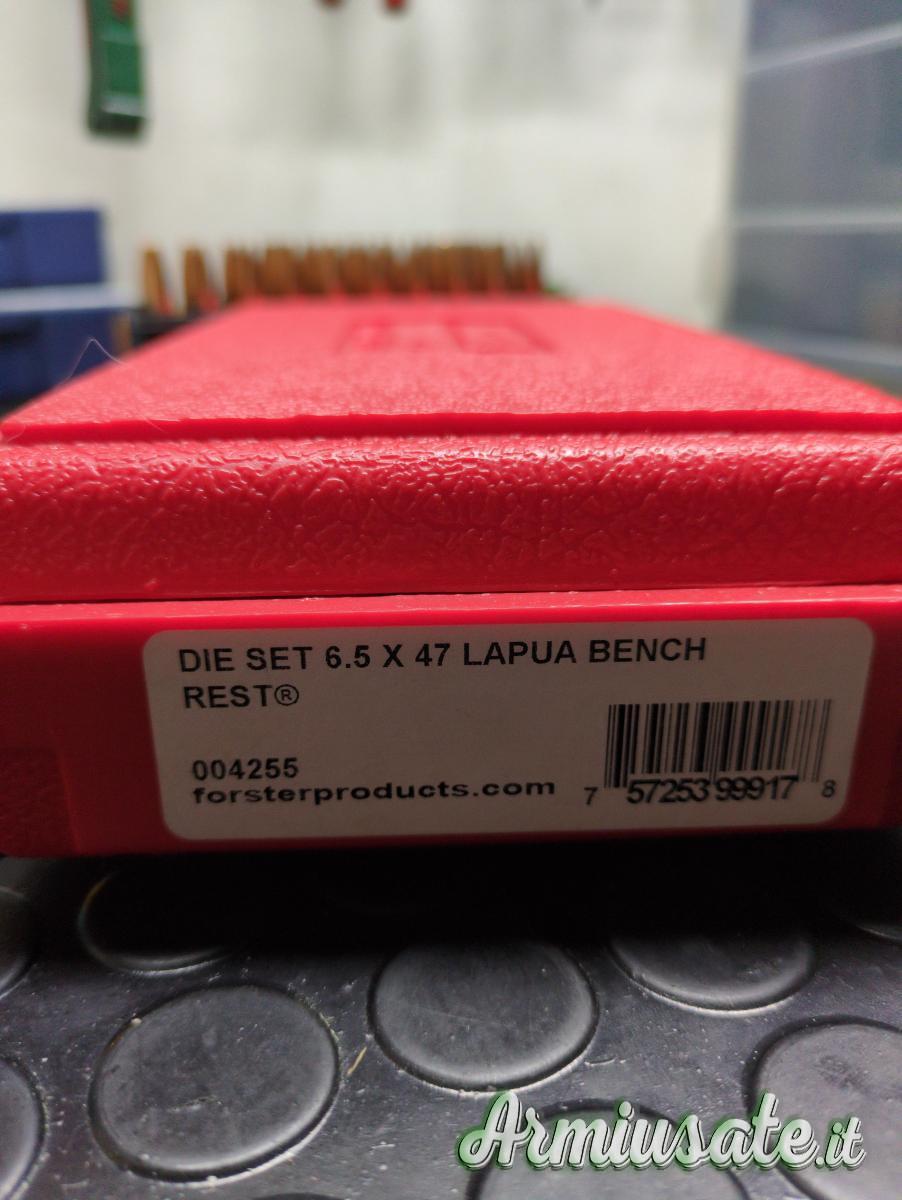 DIE SET 6.5 X 47 LAPUA BENCH
REST®
004255
forsterproducts.com
7 57253 99917 8
Armiusate.it